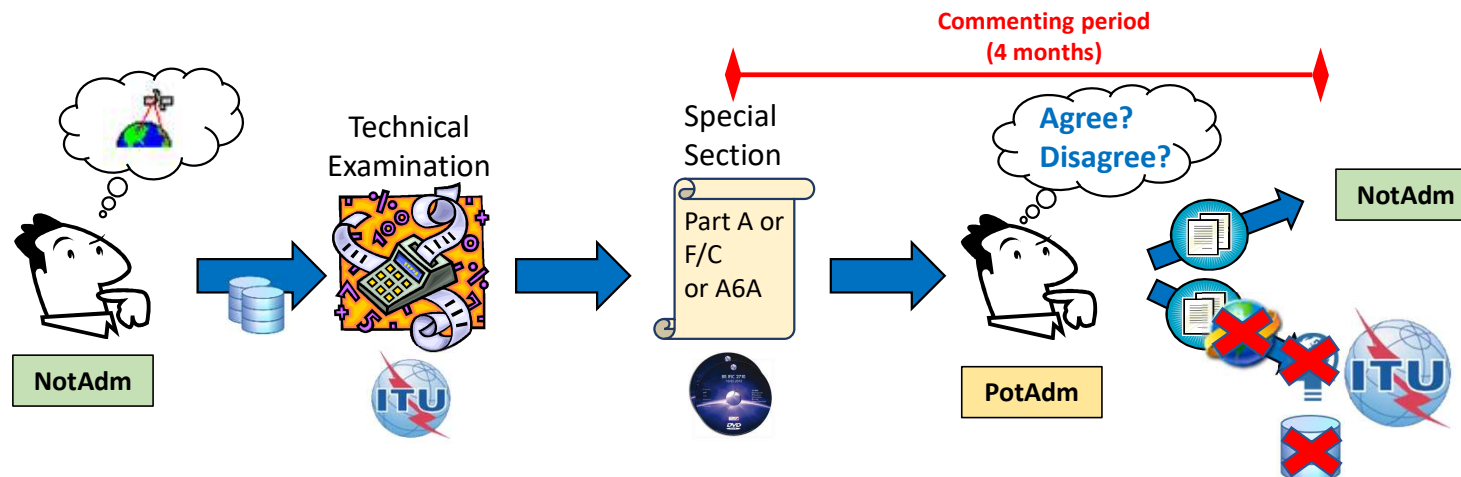 Commenting period
(4 months)
Technical
Examination
Special
Section
Agree?
Disagree?
Part A or
F/C
or A6A
NotAdm
NotAdm
PotAdm
ITU
ITU
DVD